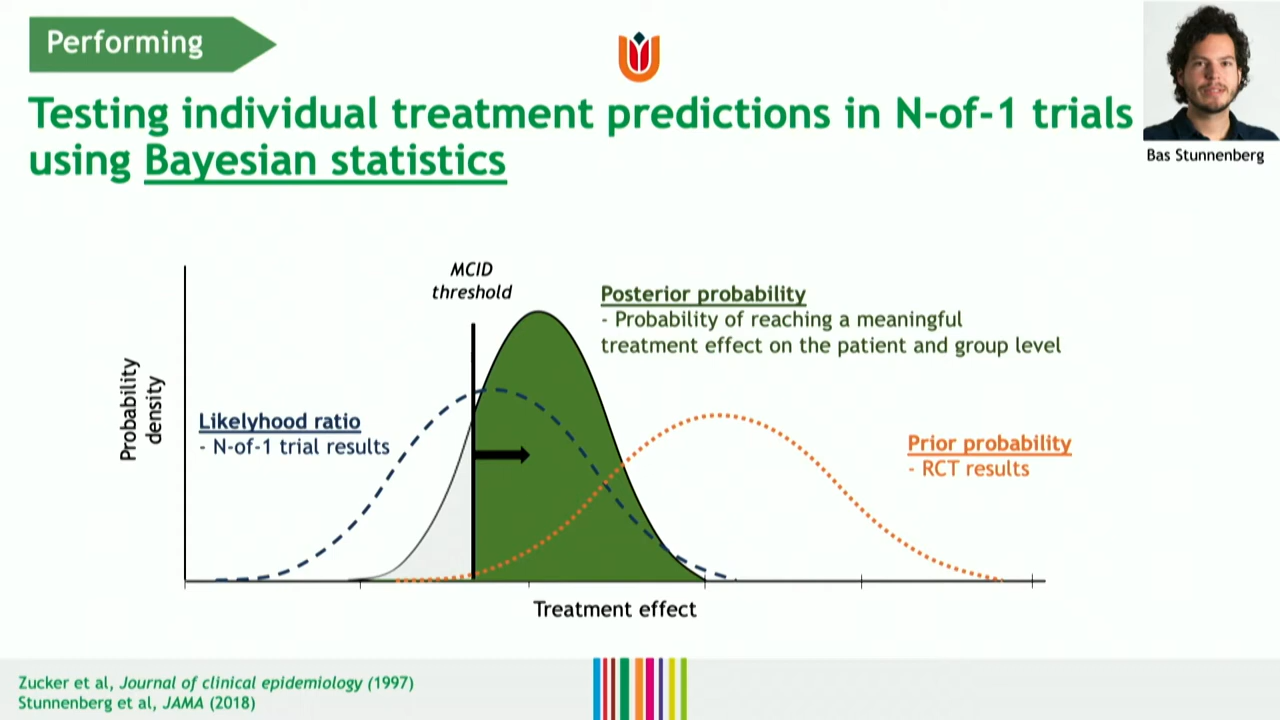 Performing
Testing individual treatment predictions in N-of-1 trials
using Bayesian statistics
Bas Stunnenberg
MCID
threshold
Posterior probability
- Probability of reaching a meaningful
treatment effect on the patient and group level
Probability
density
Likelyhood ratio
- N-of-1 trial results
Prior probability
- RCT results
Treatment effect
Zucker et al, Journal of clinical epidemiology (1997)
Stunnenberg et al, JAMA (2018)